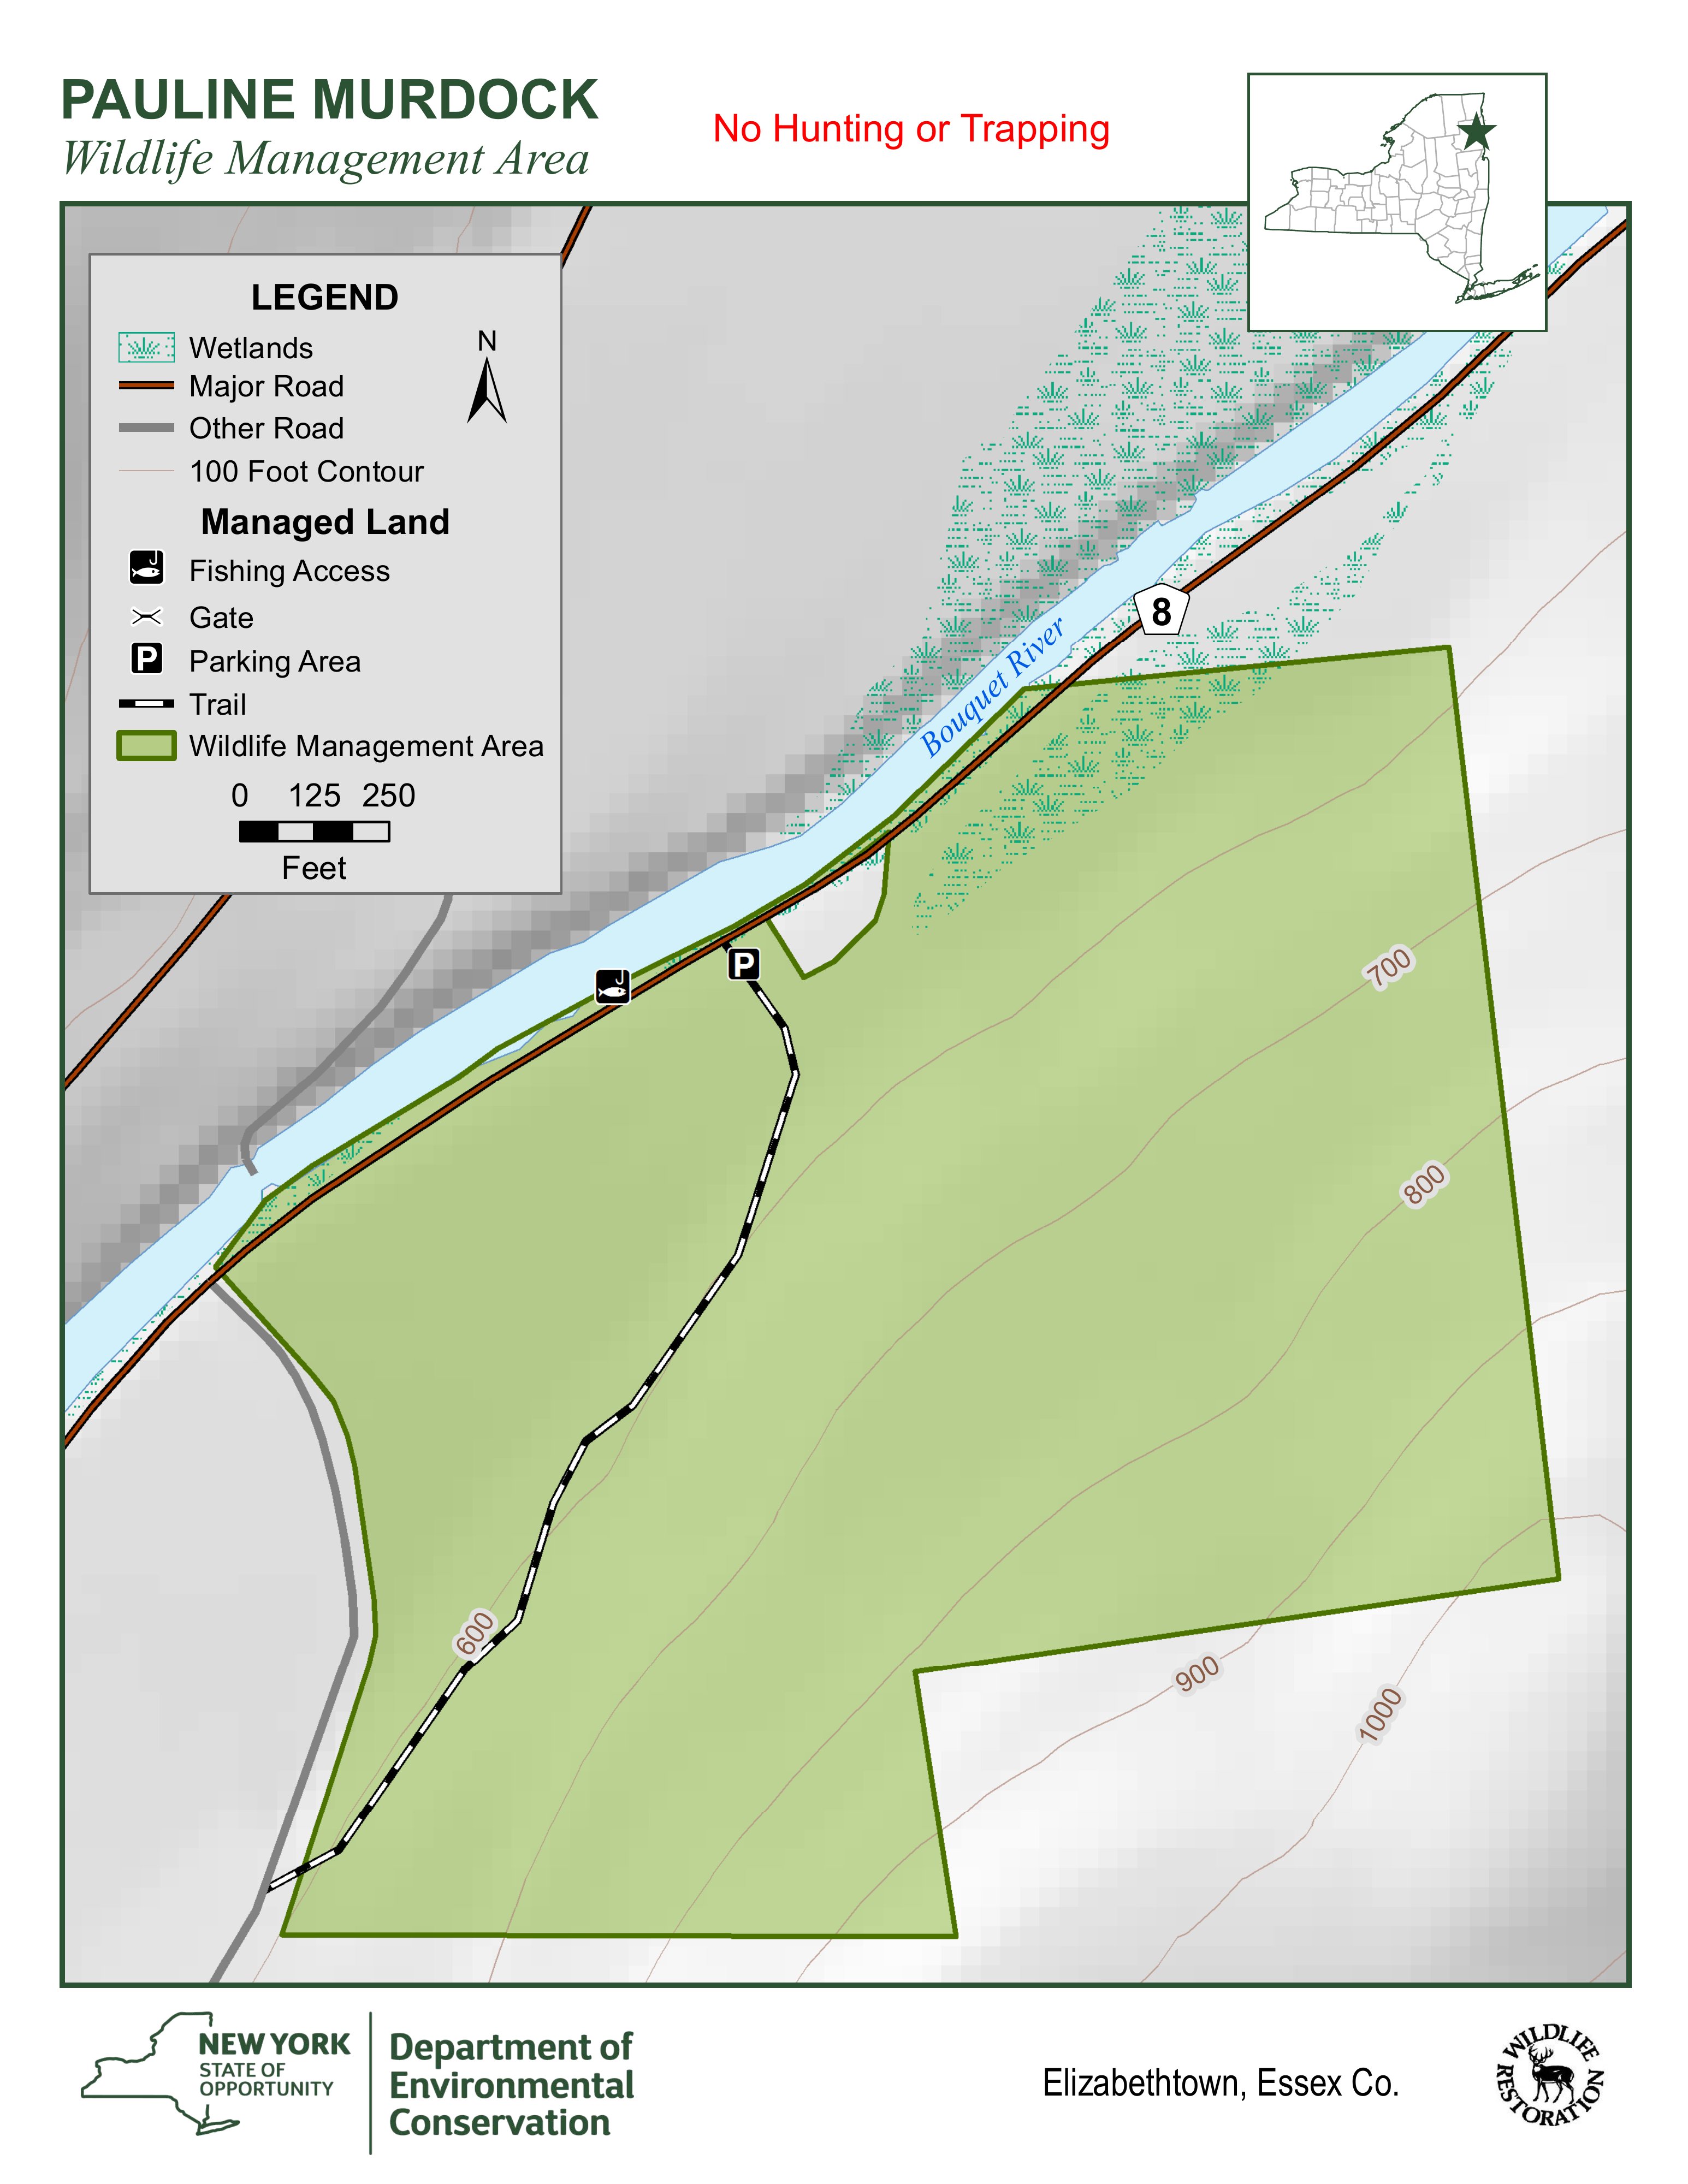 PAULINE MURDOCK
Wildlife Management Area
No Hunting or Trapping
LEGEND
Wetlands
N
Major Road
Other Road
100 Foot Contour
Managed Land
Fishing Access
Gate
P
Parking Area
Trail
Wildlife Management Area
0 125 250
Feet
8
Bouquet River
P
700
800
600
900
1000
NEW YORK
STATE OF
OPPORTUNITY
Department of
Environmental
Conservation
Elizabethtown, Essex Co.
WILDLIFE
RESTORATION